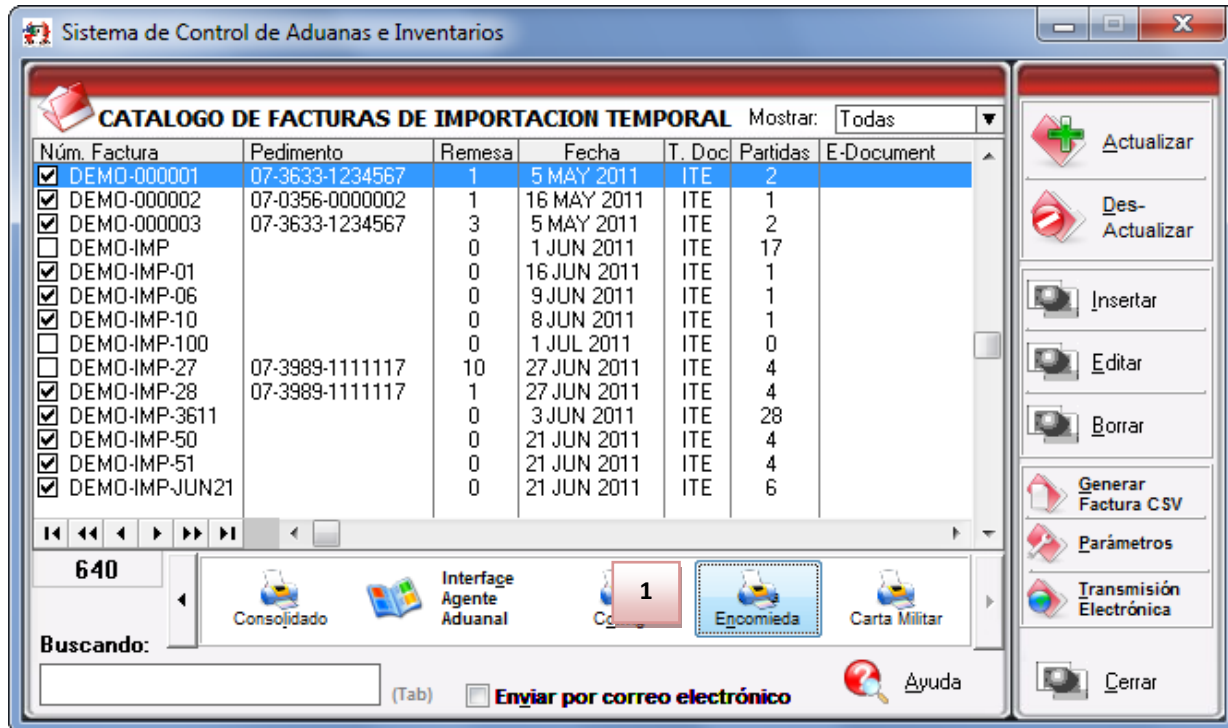 Sistema de Control de Aduanas e Inventarios
CATALOGO DE FACTURAS DE IMPORTACION TEMPORAL Mostrar: Todas
Núm. Factura Pedimento Remesa Fecha T. Doc Partidas E-Document
DEMO-000001 07-3633-1234567 1 5 MAY 2011 ITE 2
DEMO-000002 07-0356-0000002 1 16 MAY 2011 ITE 1
DEMO-000003 07-3633-1234567 3 5 MAY 2011 ITE 2
DEMO-IMP 0 1 JUN 2011 ITE 17
DEMO-IMP-01 0 16 JUN 2011 ITE 1
DEMO-IMP-06 0 9 JUN 2011 ITE 1
DEMO-IMP-10 0 8 JUN 2011 ITE 1
DEMO-IMP-100 0 1 JUL 2011 ITE 0
DEMO-IMP-27 07-3989-1111117 10 27 JUN 2011 ITE 4
DEMO-IMP-28 07-3989-1111117 1 27 JUN 2011 ITE 4
DEMO-IMP-3611 0 3 JUN 2011 ITE 28
DEMO-IMP-50 0 21 JUN 2011 ITE 4
DEMO-IMP-51 0 21 JUN 2011 ITE 4
DEMO-IMP-JUN21 0 21 JUN 2011 ITE 6
640
Consolidado
Interface
Agente
Aduanal
1
Encomieda
Carta Militar
Buscando:
(Tab)
Enviar por correo electrónico
Ayuda
Actualizar
Des-
Actualizar
Insertar
Editar
Borrar
Generar
Factura CSV
Parámetros
Transmisión
Electrónica
Cerrar